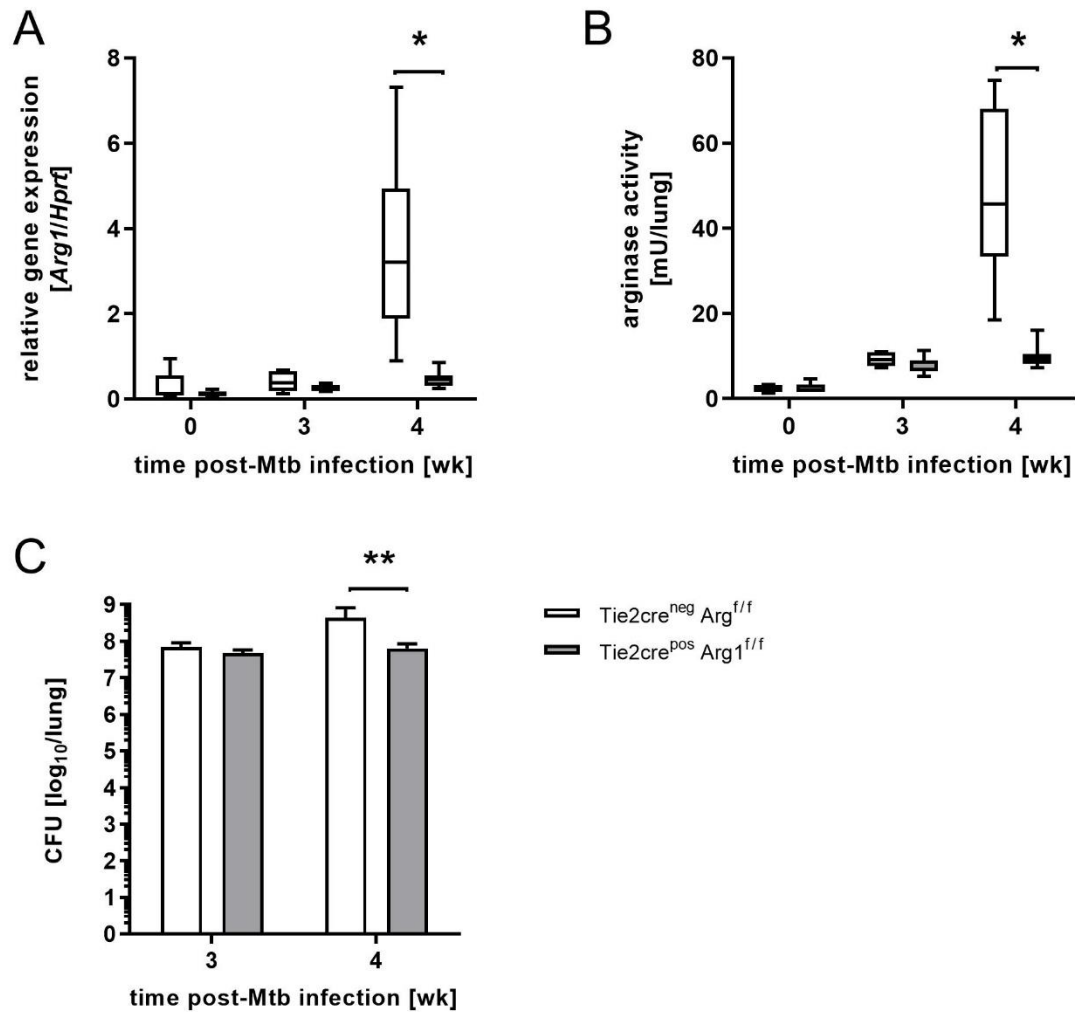 A
relative gene expression
[Arg1/Hprt]
8
6
4
2
0
*
0
3
4
time post-Mtb infection [wk]
B
arginase activity
[mU/lung]
80
60
40
20
0
*
0
3
4
time post-Mtb infection [wk]
C
CFU [log10/lung]
9
8
7
6
5
4
3
2
1
0
**
3
4
time post-Mtb infection [wk]
Tie2cre^neg Arg^f/f
Tie2cre^pos Arg1^f/f